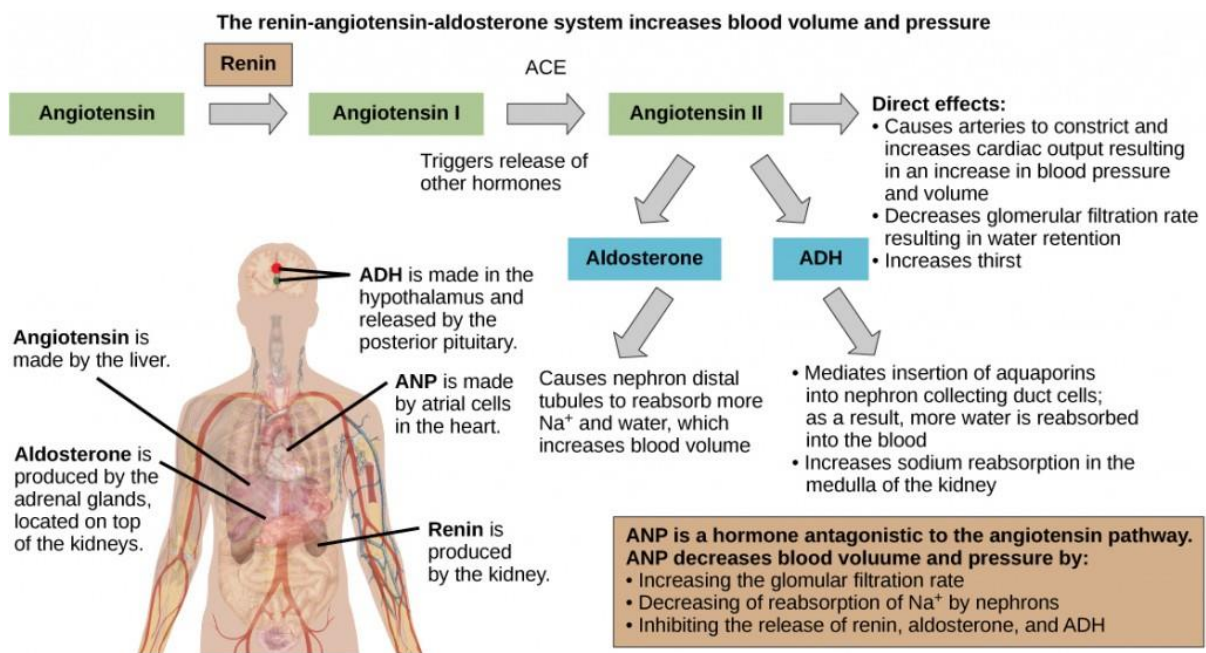 The renin-angiotensin-aldosterone system increases blood volume and pressure
Renin
ACE
Angiotensin
Angiotensin I
Angiotensin II
Triggers release of
other hormones
Direct effects:
• Causes arteries to constrict and
increases cardiac output resulting
in an increase in blood pressure
and volume
• Decreases glomerular filtration rate
resulting in water retention
• Increases thirst
Aldosterone
ADH
Causes nephron distal
tubules to reabsorb more
Na⁺ and water, which
increases blood volume
• Mediates insertion of aquaporins
into nephron collecting duct cells;
as a result, more water is reabsorbed
into the blood
• Increases sodium reabsorption in the
medulla of the kidney
ADH is made in the
hypothalamus and
released by the
posterior pituitary.
Angiotensin is
made by the liver.
ANP is made
by atrial cells
in the heart.
Aldosterone is
produced by the
adrenal glands,
located on top
of the kidneys.
Renin is
produced
by the kidney.
ANP is a hormone antagonistic to the angiotensin pathway.
ANP decreases blood voluume and pressure by:
• Increasing the glomular filtration rate
• Decreasing of reabsorption of Na⁺ by nephrons
• Inhibiting the release of renin, aldosterone, and ADH